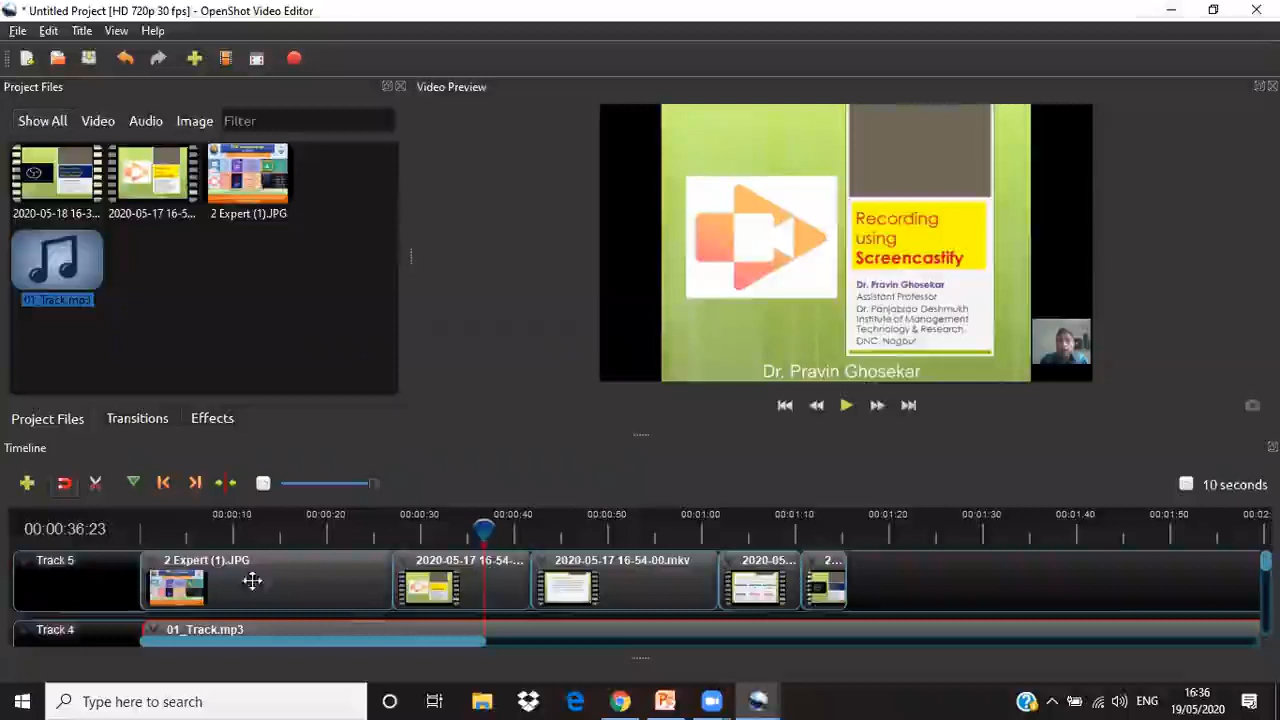 * Untitled Project [HD 720p 30 fps] - OpenShot Video Editor
File Edit Title View Help
Project Files
Video Preview
Show All Video Audio Image Filter
2020-05-18 16-3... 2020-05-17 16-5... 2 Expert (1).JPG
01_Track.mp3
Recording
using
Screencastify
Dr. Pravin Ghosekar
Assistant Professor
Dr. Panjabrao Deshmukh
Institute of Management
Technology & Research,
DNC, Nagpur
Dr. Pravin Ghosekar
Project Files Transitions Effects
Timeline
10 seconds
00:00:36:23
00:00:10 00:00:20 00:00:30 00:00:40 00:00:50 00:01:00 00:01:10 00:01:20 00:01:30 00:01:40 00:01:50 00:02:
Track 5 2 Expert (1).JPG 2020-05-17 16-54-... 2020-05-17 16-54-00.mkv 2020-05... 2...
Track 4 01_Track.mp3
Type here to search
ENG
16:36
19/05/2020